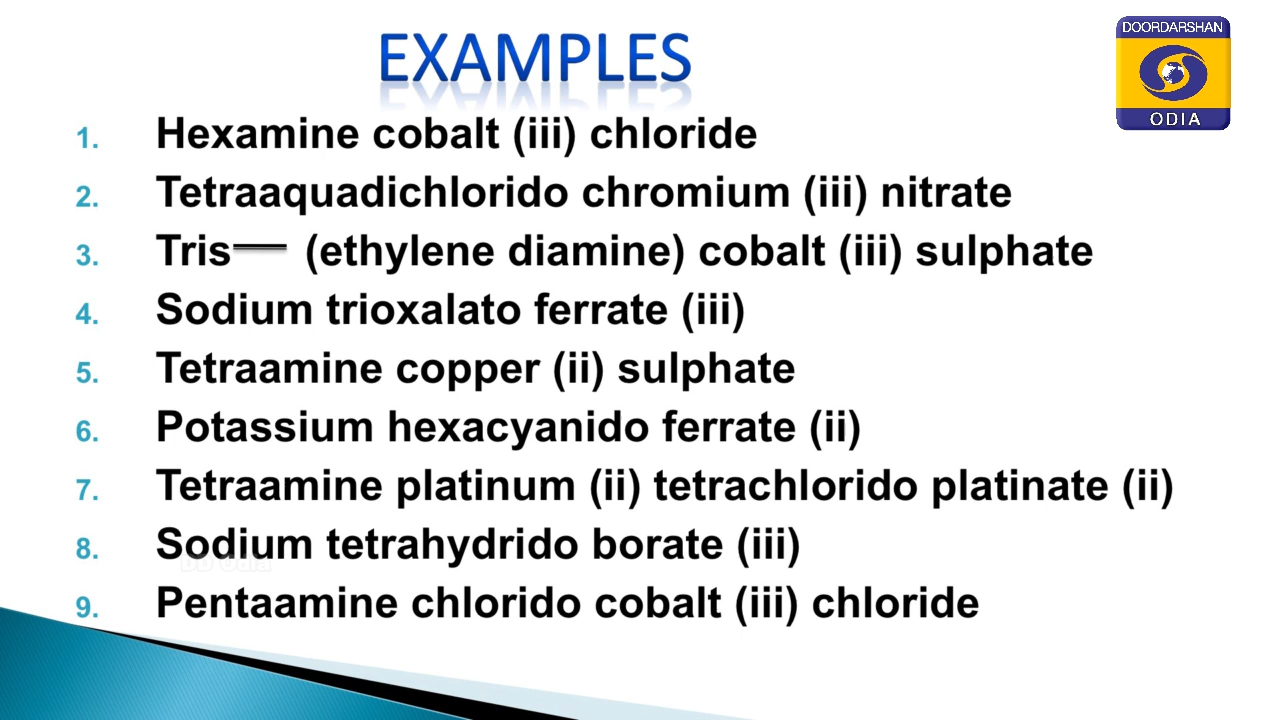 EXAMPLES
DOORDARSHAN
ODIA
1. Hexamine cobalt (iii) chloride
2. Tetraaquadichlorido chromium (iii) nitrate
3. Tris— (ethylene diamine) cobalt (iii) sulphate
4. Sodium trioxalato ferrate (iii)
5. Tetraamine copper (ii) sulphate
6. Potassium hexacyanido ferrate (ii)
7. Tetraamine platinum (ii) tetrachlorido platinate (ii)
8. Sodium tetrahydrido borate (iii)
DD Odia
9. Pentaamine chlorido cobalt (iii) chloride